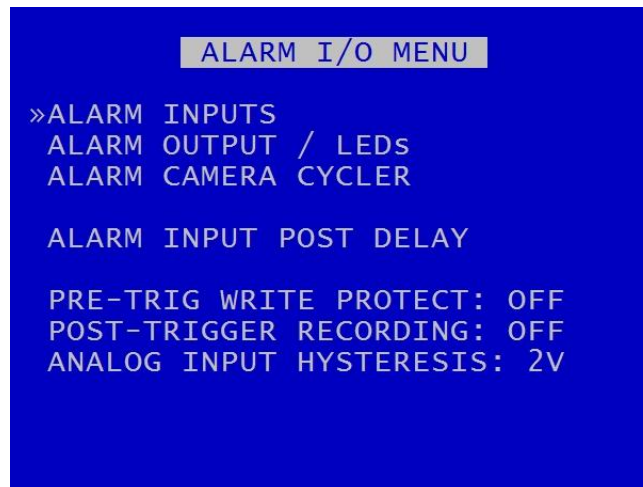 ALARM I/O MENU
»ALARM INPUTS
ALARM OUTPUT / LEDs
ALARM CAMERA CYCLER
ALARM INPUT POST DELAY
PRE-TRIG WRITE PROTECT: OFF
POST-TRIGGER RECORDING: OFF
ANALOG INPUT HYSTERESIS: 2V